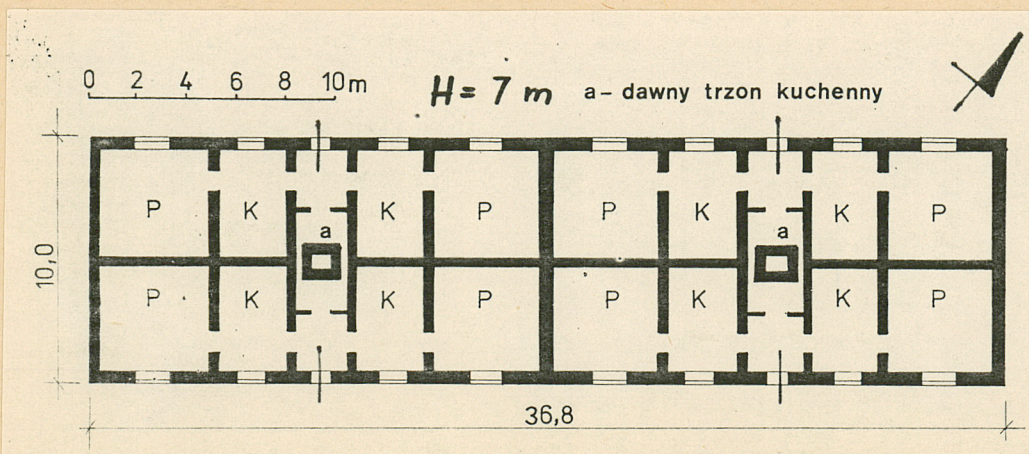 0 2 4 6 8 10m
H = 7 m a – dawny trzon kuchenny
P K K P P K K P
a a
10,0
P K K P P K K P
36,8